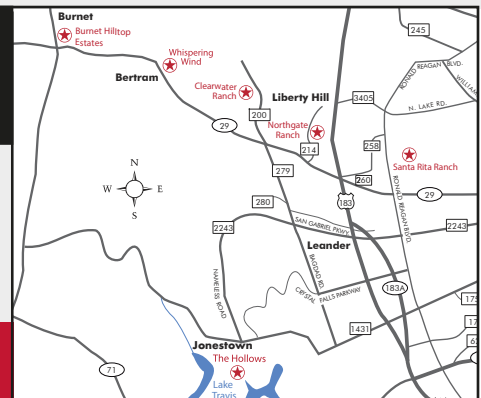 Burnet
Burnet Hilltop
Estates
245
Whispering
Wind
RONALD REAGAN BLVD.
Bertram
Clearwater
Ranch
Liberty Hill
3405
N. LAKE RD.
200
Northgate
Ranch
29
214
258
Santa Rita Ranch
279
260
N
W
E
S
280
183
29
RONALD REAGAN BLVD.
2243
SAN GABRIEL PKWY.
2243
Leander
NAMELESS ROAD
BAGDAD RD.
CRYSTAL FALLS PARKWAY
183A
1431
Jonestown
The Hollows
71
Lake
Travis